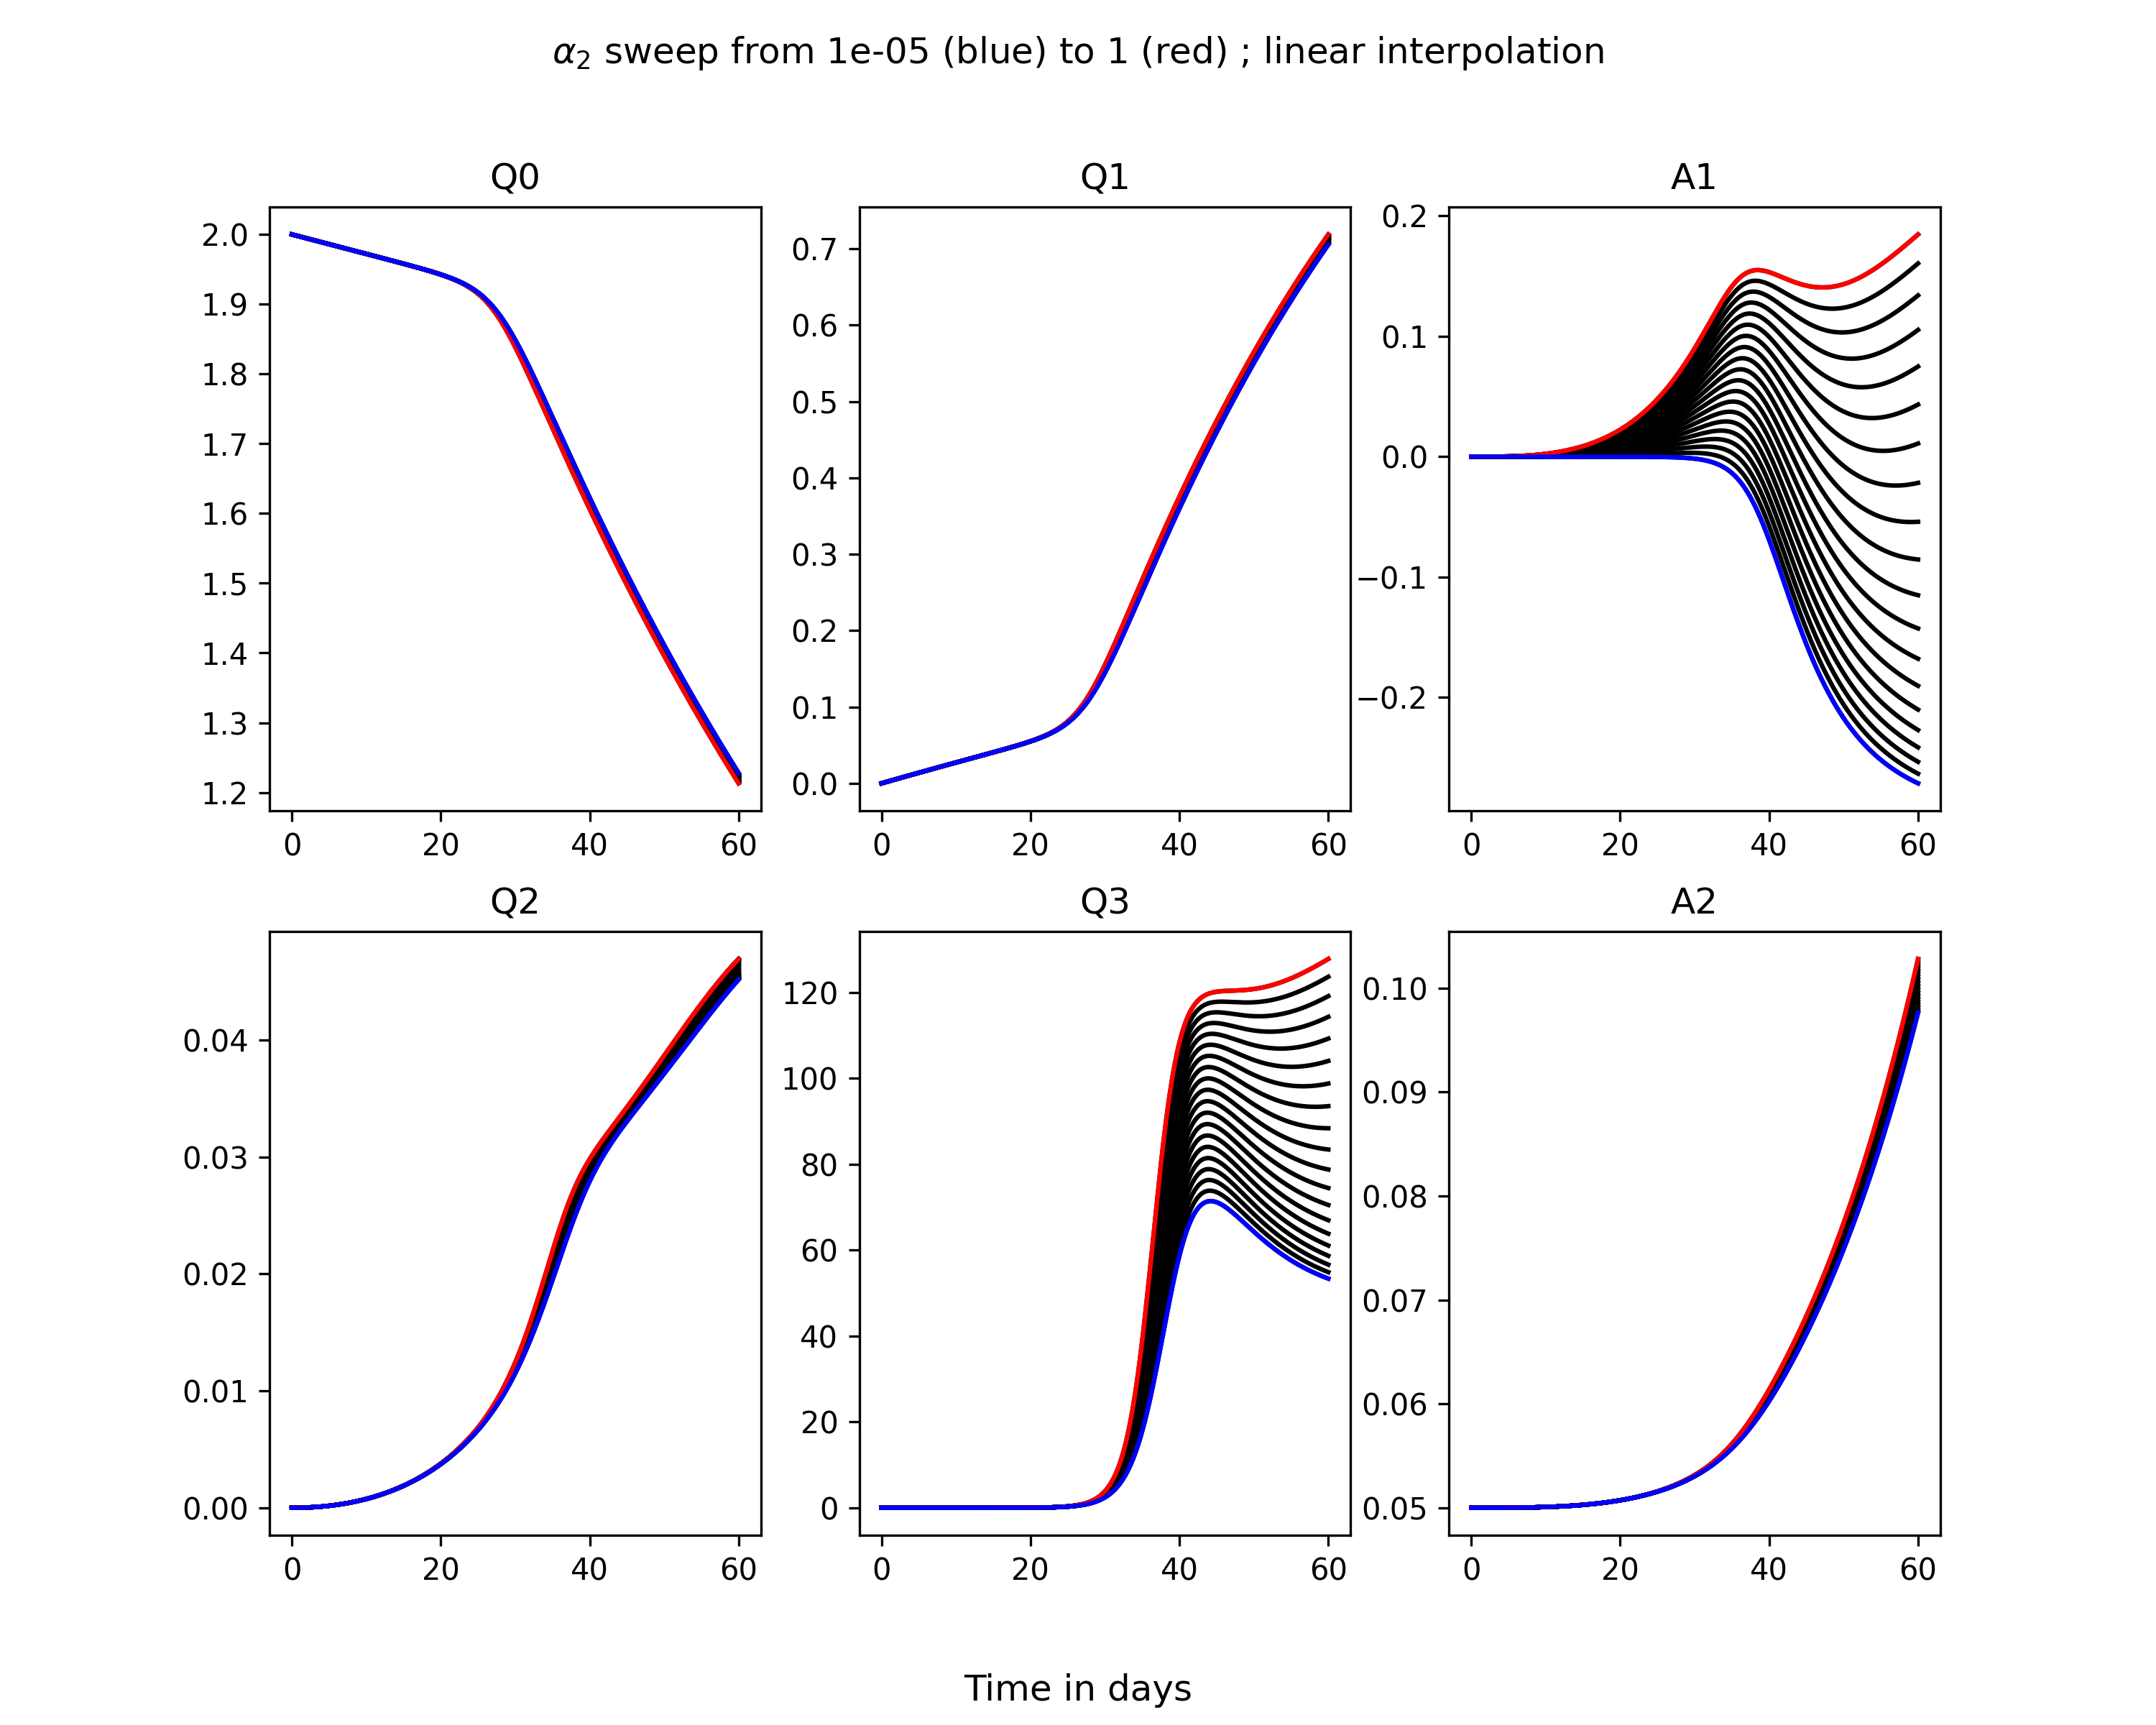 α₂ sweep from 1e-05 (blue) to 1 (red) ; linear interpolation
Q0
2.0
1.9
1.8
1.7
1.6
1.5
1.4
1.3
1.2
0 20 40 60
Q1
0.7
0.6
0.5
0.4
0.3
0.2
0.1
0.0
0 20 40 60
A1
0.2
0.1
0.0
−0.1
−0.2
0 20 40 60
Q2
0.04
0.03
0.02
0.01
0.00
0 20 40 60
Q3
120
100
80
60
40
20
0
0 20 40 60
A2
0.10
0.09
0.08
0.07
0.06
0.05
0 20 40 60
Time in days